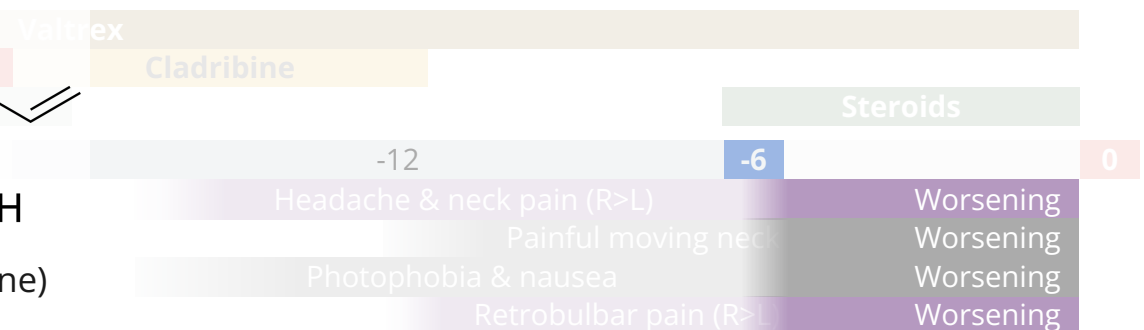 Valtrex
Cladribine
Steroids
-12 -6 0
H Headache & neck pain (R>L) Worsening
Painful moving neck Worsening
ne) Photophobia & nausea Worsening
Retrobulbar pain (R>L) Worsening